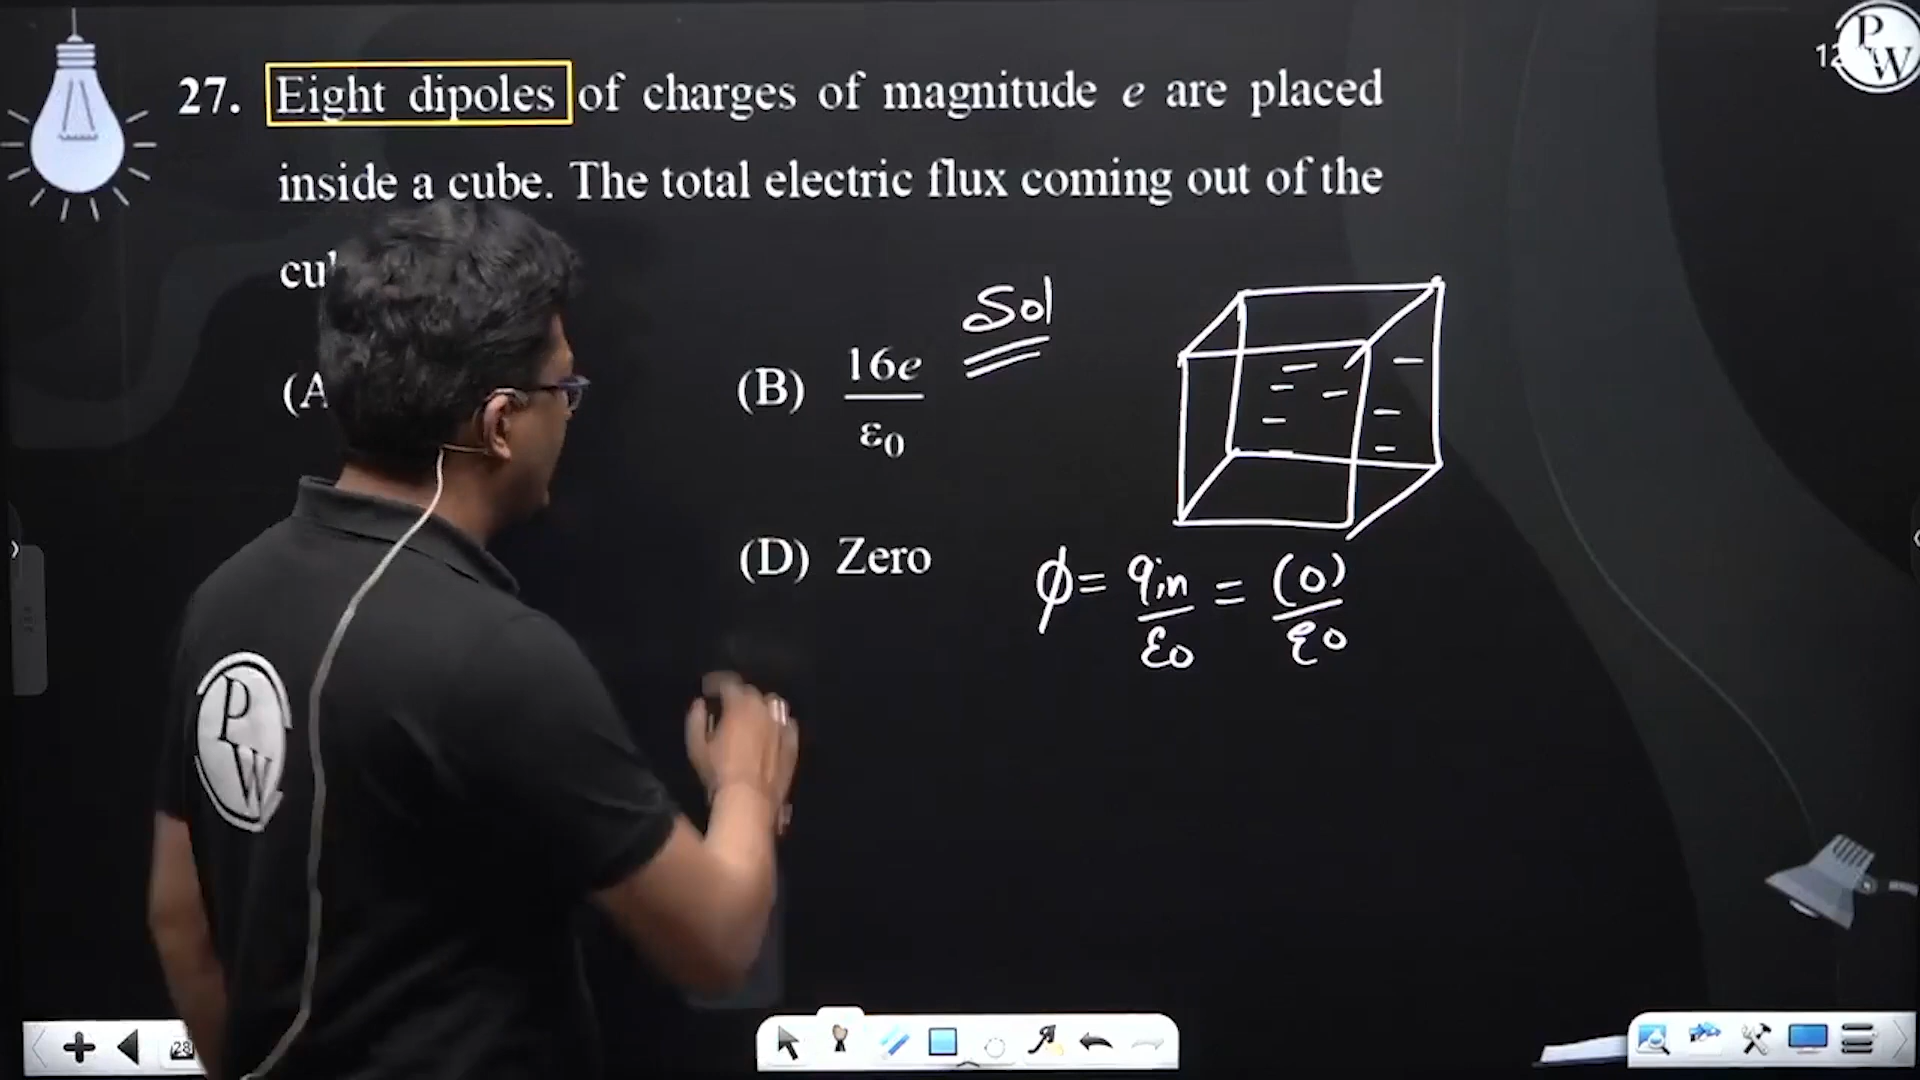 27. Eight dipoles of charges of magnitude e are placed
inside a cube. The total electric flux coming out of the
Sol
(B) 16e/ε0
(D) Zero
ϕ = qin/ε0 = (0)/ε0
P
W
P
W
28